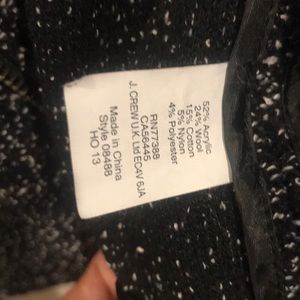 52% Acrylic
24% Wool
15% Cotton
5% Nylon
4% Polyester
RN77388
CA56445
J. CREW U.K. Ltd EC4V 6JA
Made in China
Style 08488
HO 13